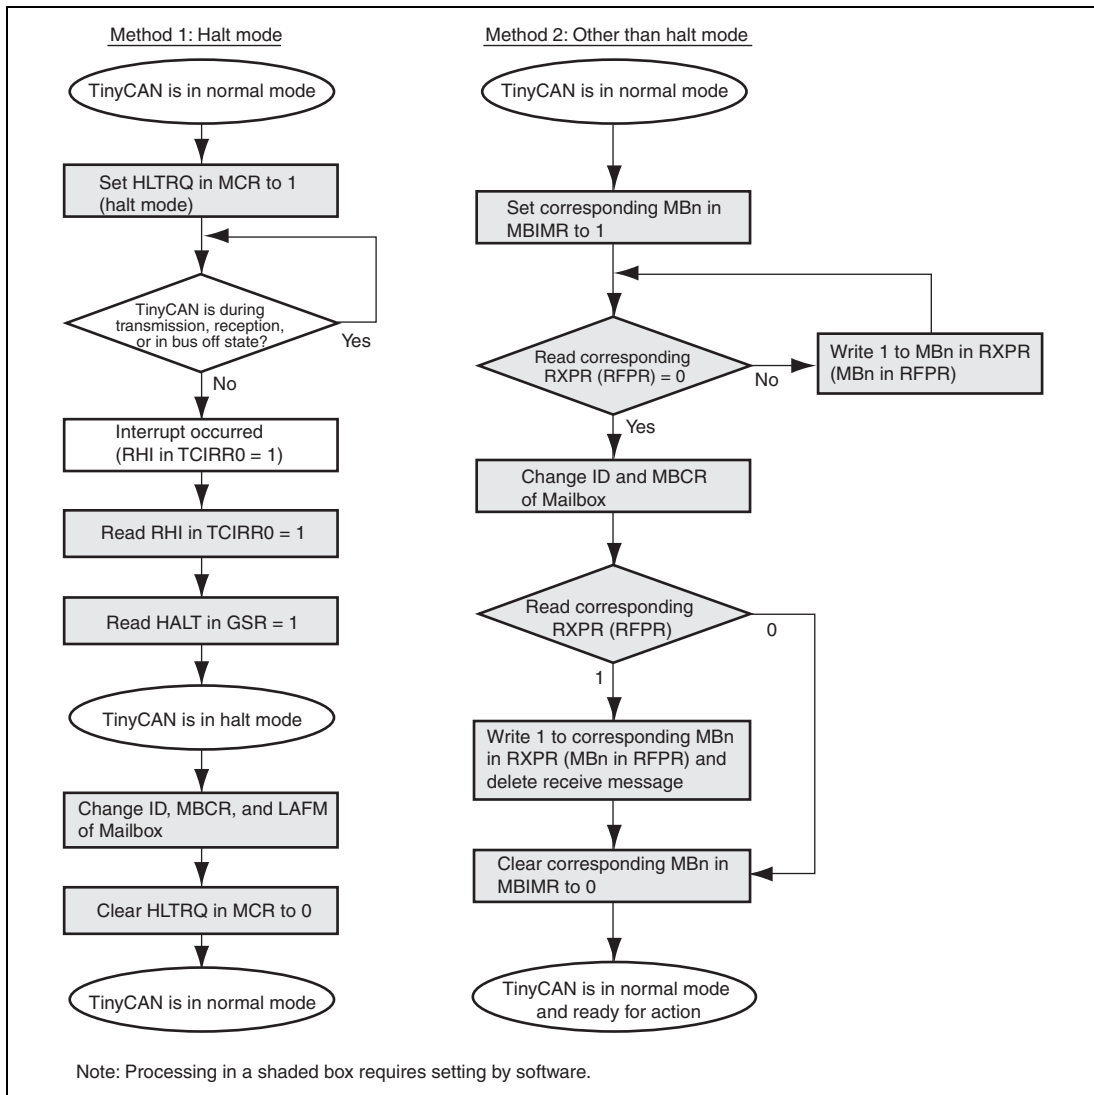 Method 1: Halt mode
TinyCAN is in normal mode
Set HLTRQ in MCR to 1
(halt mode)
TinyCAN is during
transmission, reception,
or in bus off state?
Yes
No
Interrupt occurred
(RHI in TCIRR0 = 1)
Read RHI in TCIRR0 = 1
Read HALT in GSR = 1
TinyCAN is in halt mode
Change ID, MBCR, and LAFM
of Mailbox
Clear HLTRQ in MCR to 0
TinyCAN is in normal mode
Method 2: Other than halt mode
TinyCAN is in normal mode
Set corresponding MBn in
MBIMR to 1
Read corresponding
RXPR (RFPR) = 0
No
Write 1 to MBn in RXPR
(MBn in RFPR)
Yes
Change ID and MBCR
of Mailbox
Read corresponding
RXPR (RFPR)
0
1
Write 1 to corresponding MBn
in RXPR (MBn in RFPR) and
delete receive message
Clear corresponding MBn in
MBIMR to 0
TinyCAN is in normal mode
and ready for action
Note: Processing in a shaded box requires setting by software.